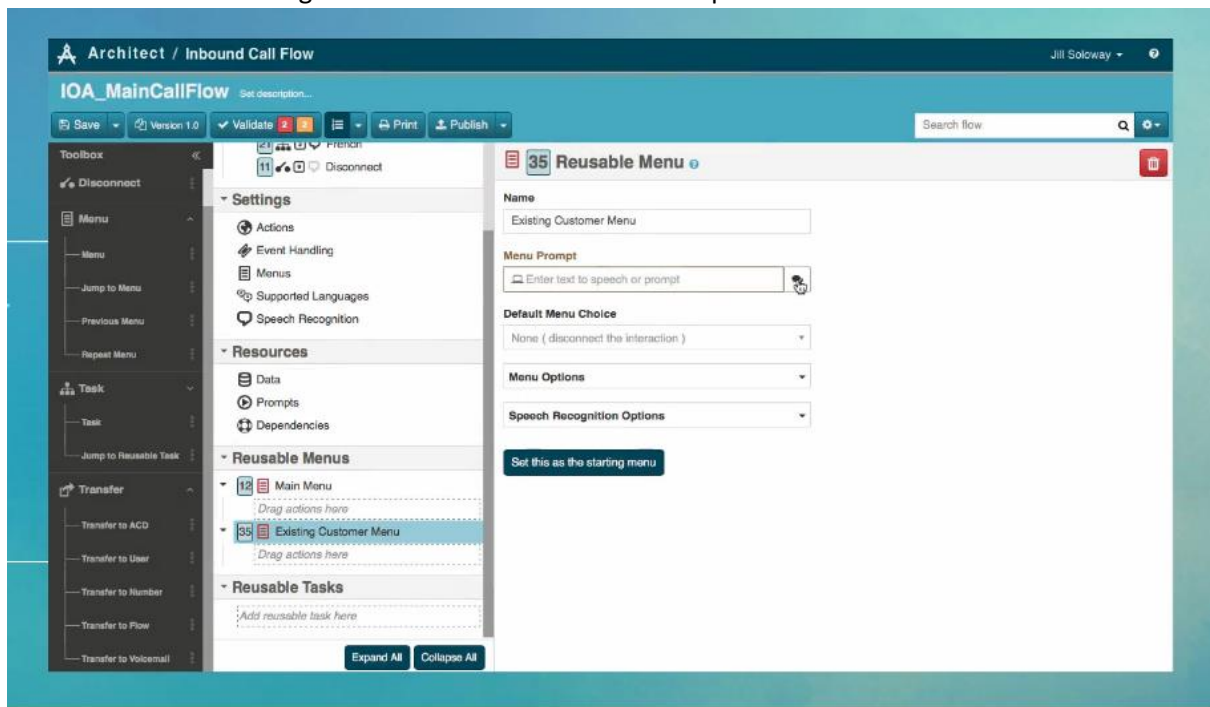 Architect / Inbound Call Flow
Jill Soloway
IOA_MainCallFlow Set description...
Save Version 1.0 Validate 2 2 Print Publish
Search flow
Toolbox
Disconnect
Menu
Menu
Jump to Menu
Previous Menu
Repeat Menu
Task
Task
Jump to Reusable Task
Transfer
Transfer to ACD
Transfer to User
Transfer to Number
Transfer to Flow
Transfer to Voicemail
21 French
11 Disconnect
Settings
Actions
Event Handling
Menus
Supported Languages
Speech Recognition
Resources
Data
Prompts
Dependencies
Reusable Menus
12 Main Menu
Drag actions here
35 Existing Customer Menu
Drag actions here
Reusable Tasks
Add reusable task here
Expand All Collapse All
35 Reusable Menu
Name
Existing Customer Menu
Menu Prompt
Enter text to speech or prompt
Default Menu Choice
None ( disconnect the interaction )
Menu Options
Speech Recognition Options
Set this as the starting menu